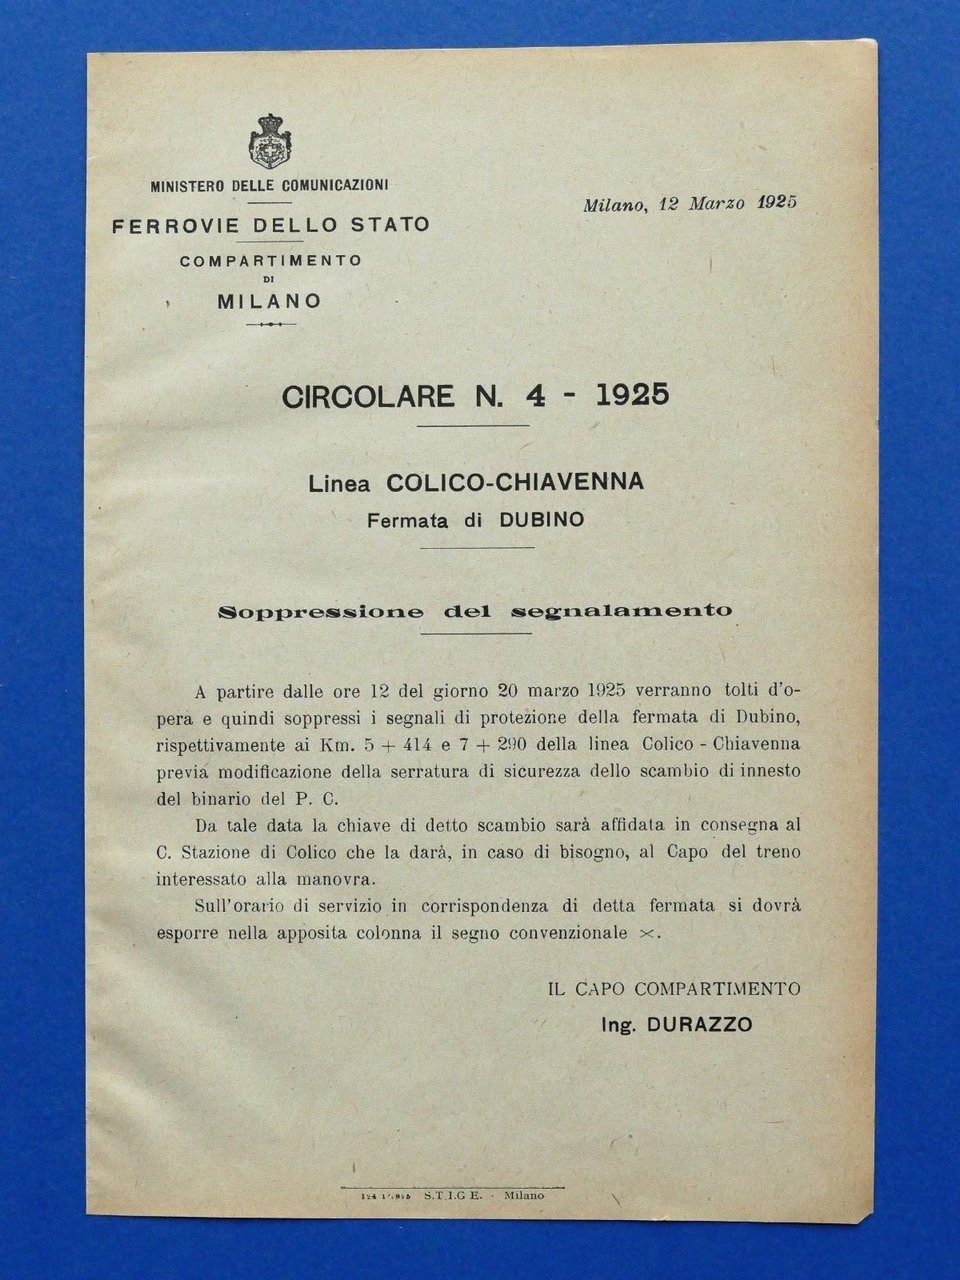 MINISTERO DELLE COMUNICAZIONI
FERROVIE DELLO STATO
COMPARTIMENTO
DI
MILANO
Milano, 12 Marzo 1925
CIRCOLARE N. 4 - 1925
Linea COLICO-CHIAVENNA
Fermata di DUBINO
Soppressione del segnalamento
A partire dalle ore 12 del giorno 20 marzo 1925 verranno tolti d'o-
pera e quindi soppressi i segnali di protezione della fermata di Dubino,
rispettivamente ai Km. 5 + 414 e 7 + 290 della linea Colico - Chiavenna
previa modificazione della serratura di sicurezza dello scambio di innesto
del binario del P. C.
Da tale data la chiave di detto scambio sarà affidata in consegna al
C. Stazione di Colico che la darà, in caso di bisogno, al Capo del treno
interessato alla manovra.
Sull'orario di servizio in corrispondenza di detta fermata si dovrà
esporre nella apposita colonna il segno convenzionale ×.
IL CAPO COMPARTIMENTO
Ing. DURAZZO
S.T.I.G E. - Milano